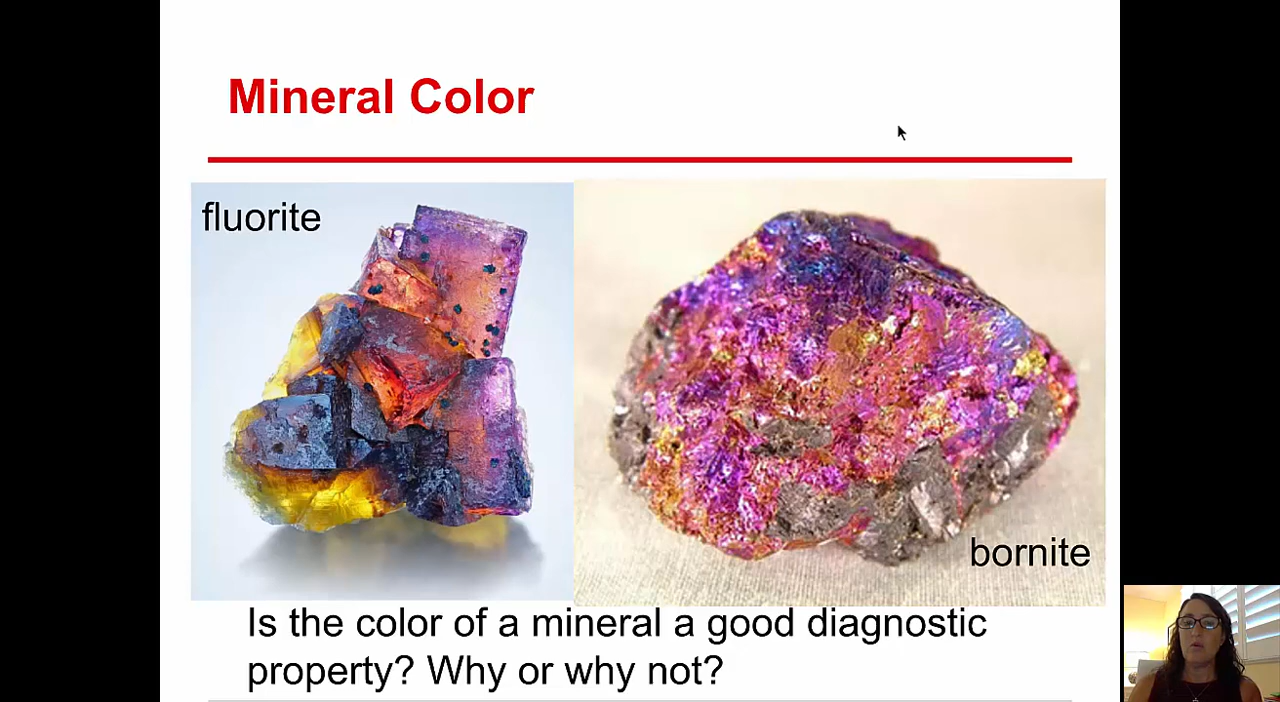 Mineral Color
fluorite
bornite
Is the color of a mineral a good diagnostic
property? Why or why not?